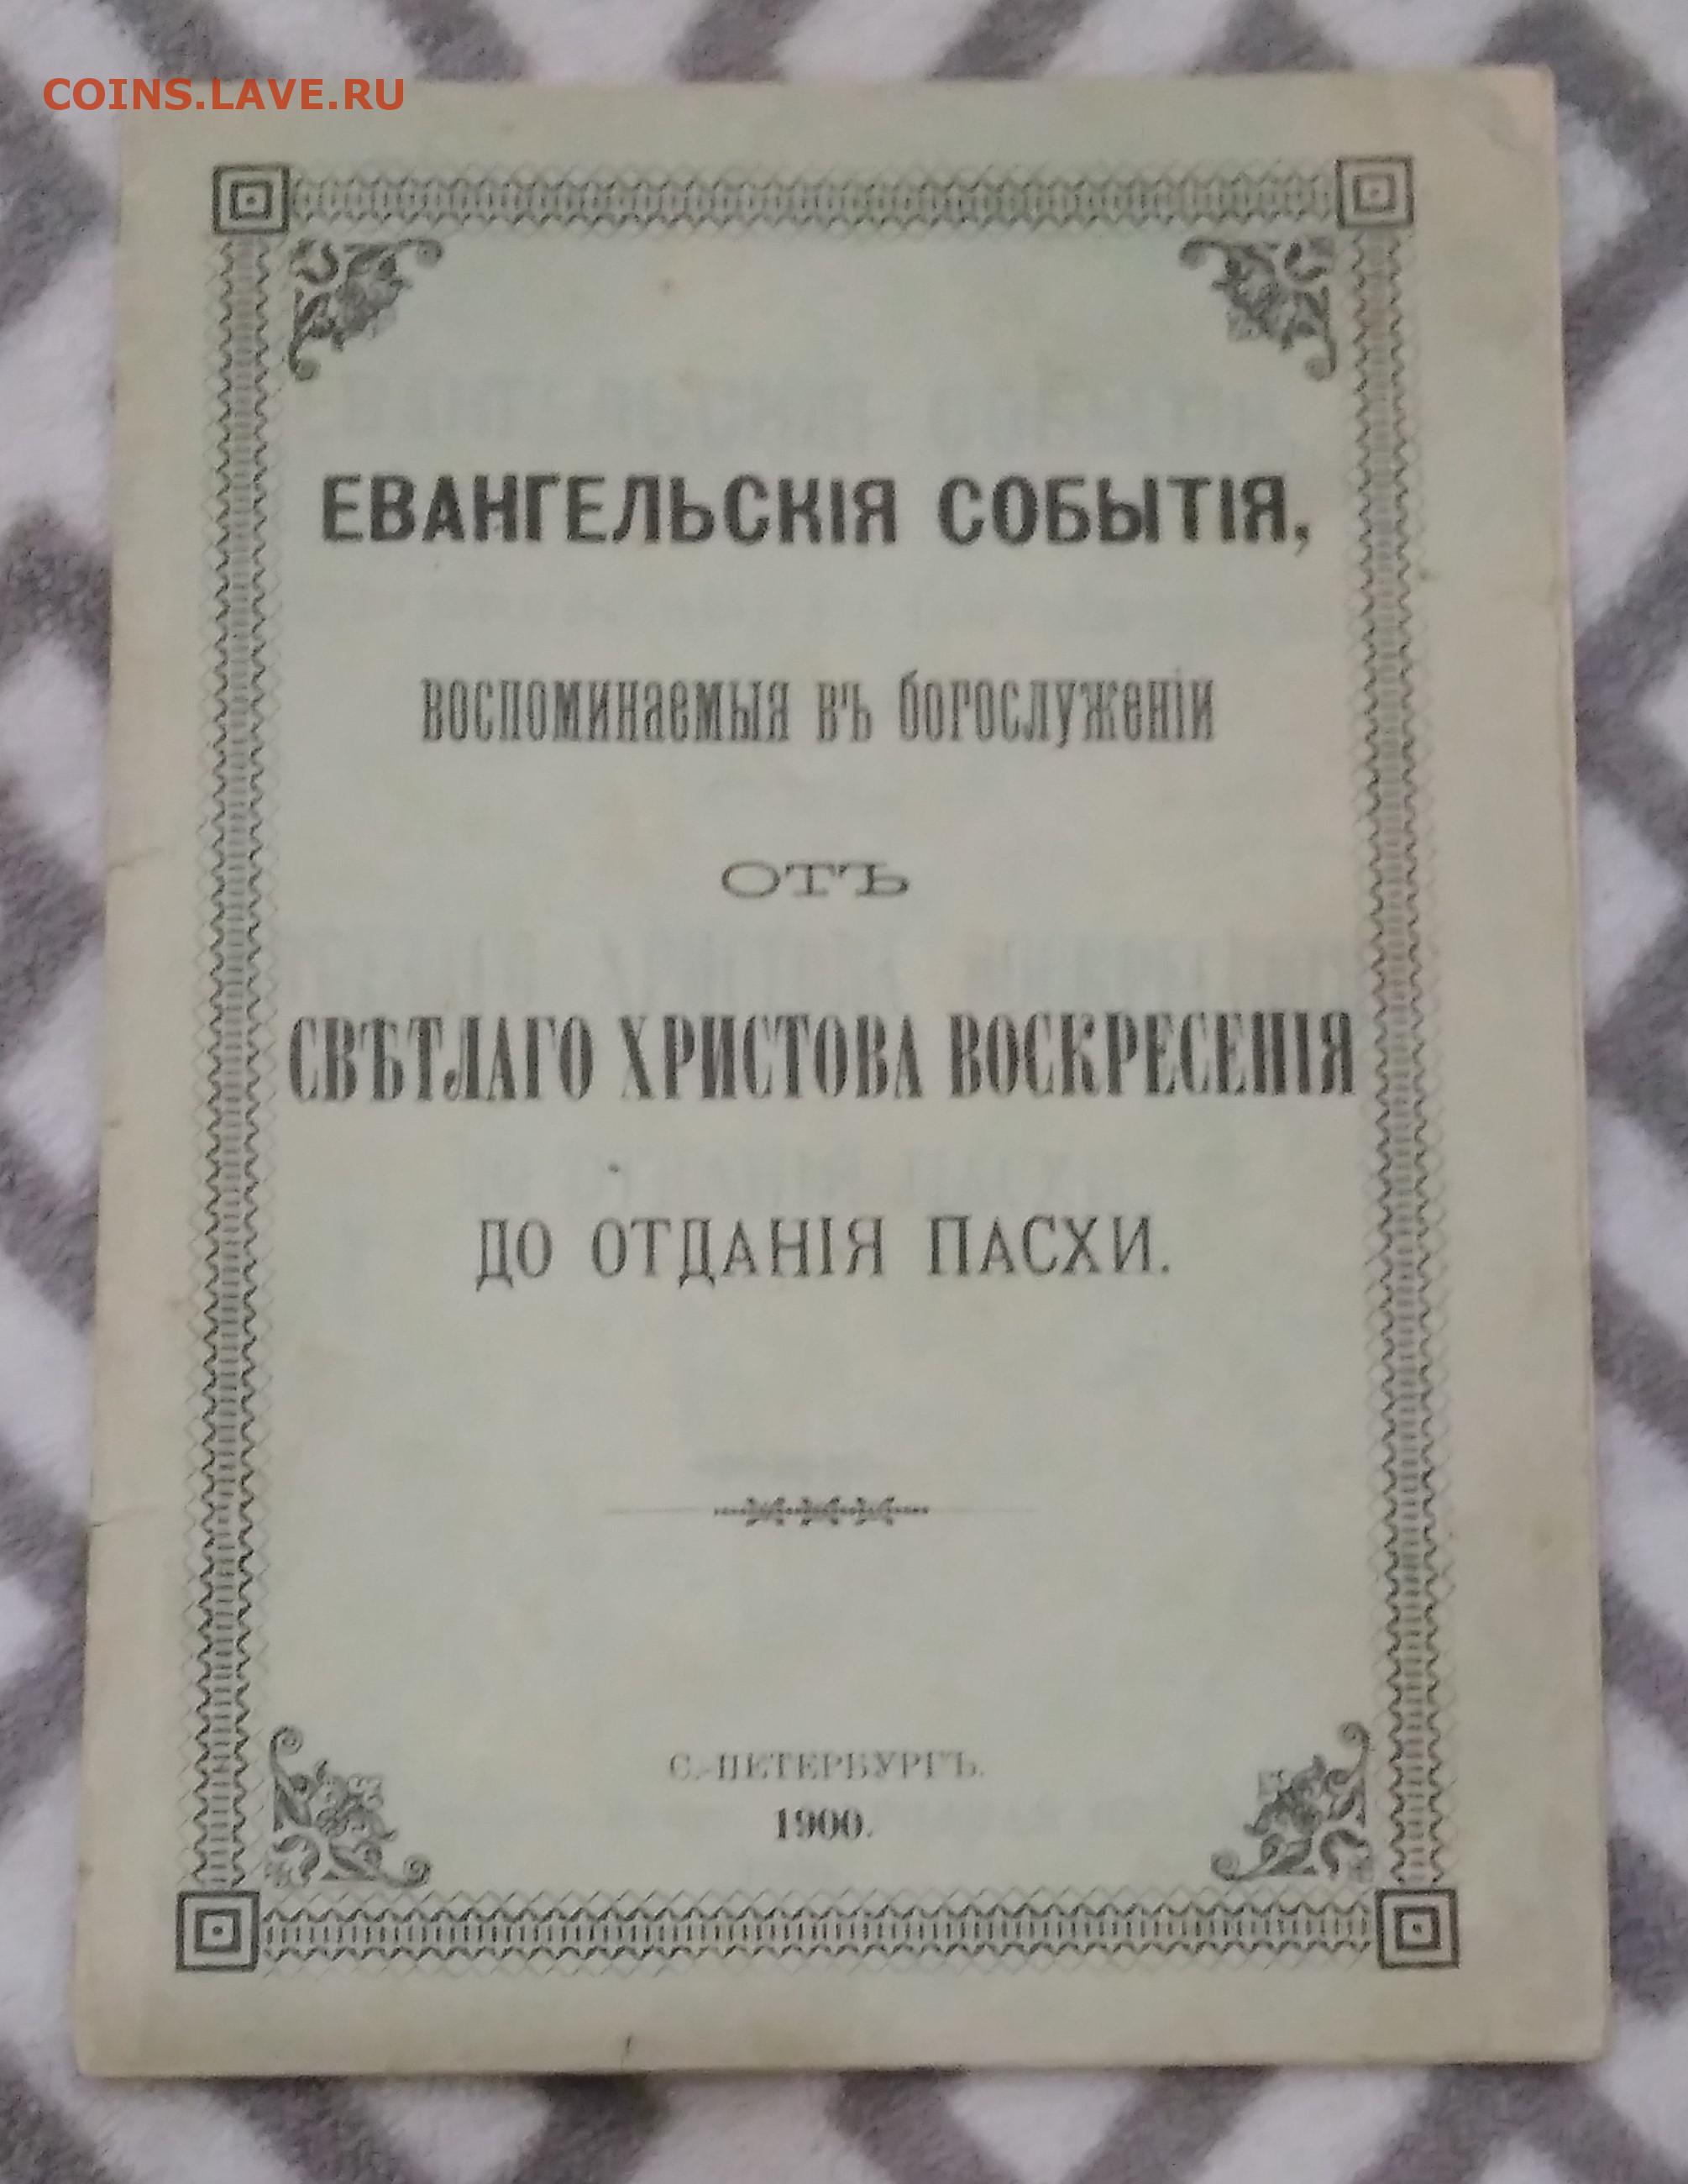 COINS.LAVE.RU
ЕВАНГЕЛЬСКІЯ СОБЫТІЯ,
воспоминаемыя въ богослуженіи
ОТЪ
СВѢТЛАГО ХРИСТОВА ВОСКРЕСЕНІЯ
ДО ОТДАНІЯ ПАСХИ.
С.-ПЕТЕРБУРГЪ.
1900.